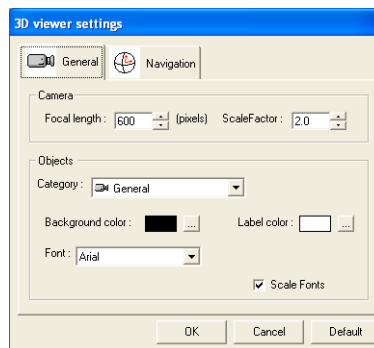 3D viewer settings
General Navigation
Camera
Focal length : 600 (pixels) ScaleFactor : 2.0
Objects
Category : General
Background color : ... Label color : ...
Font : Arial
Scale Fonts
OK Cancel Default